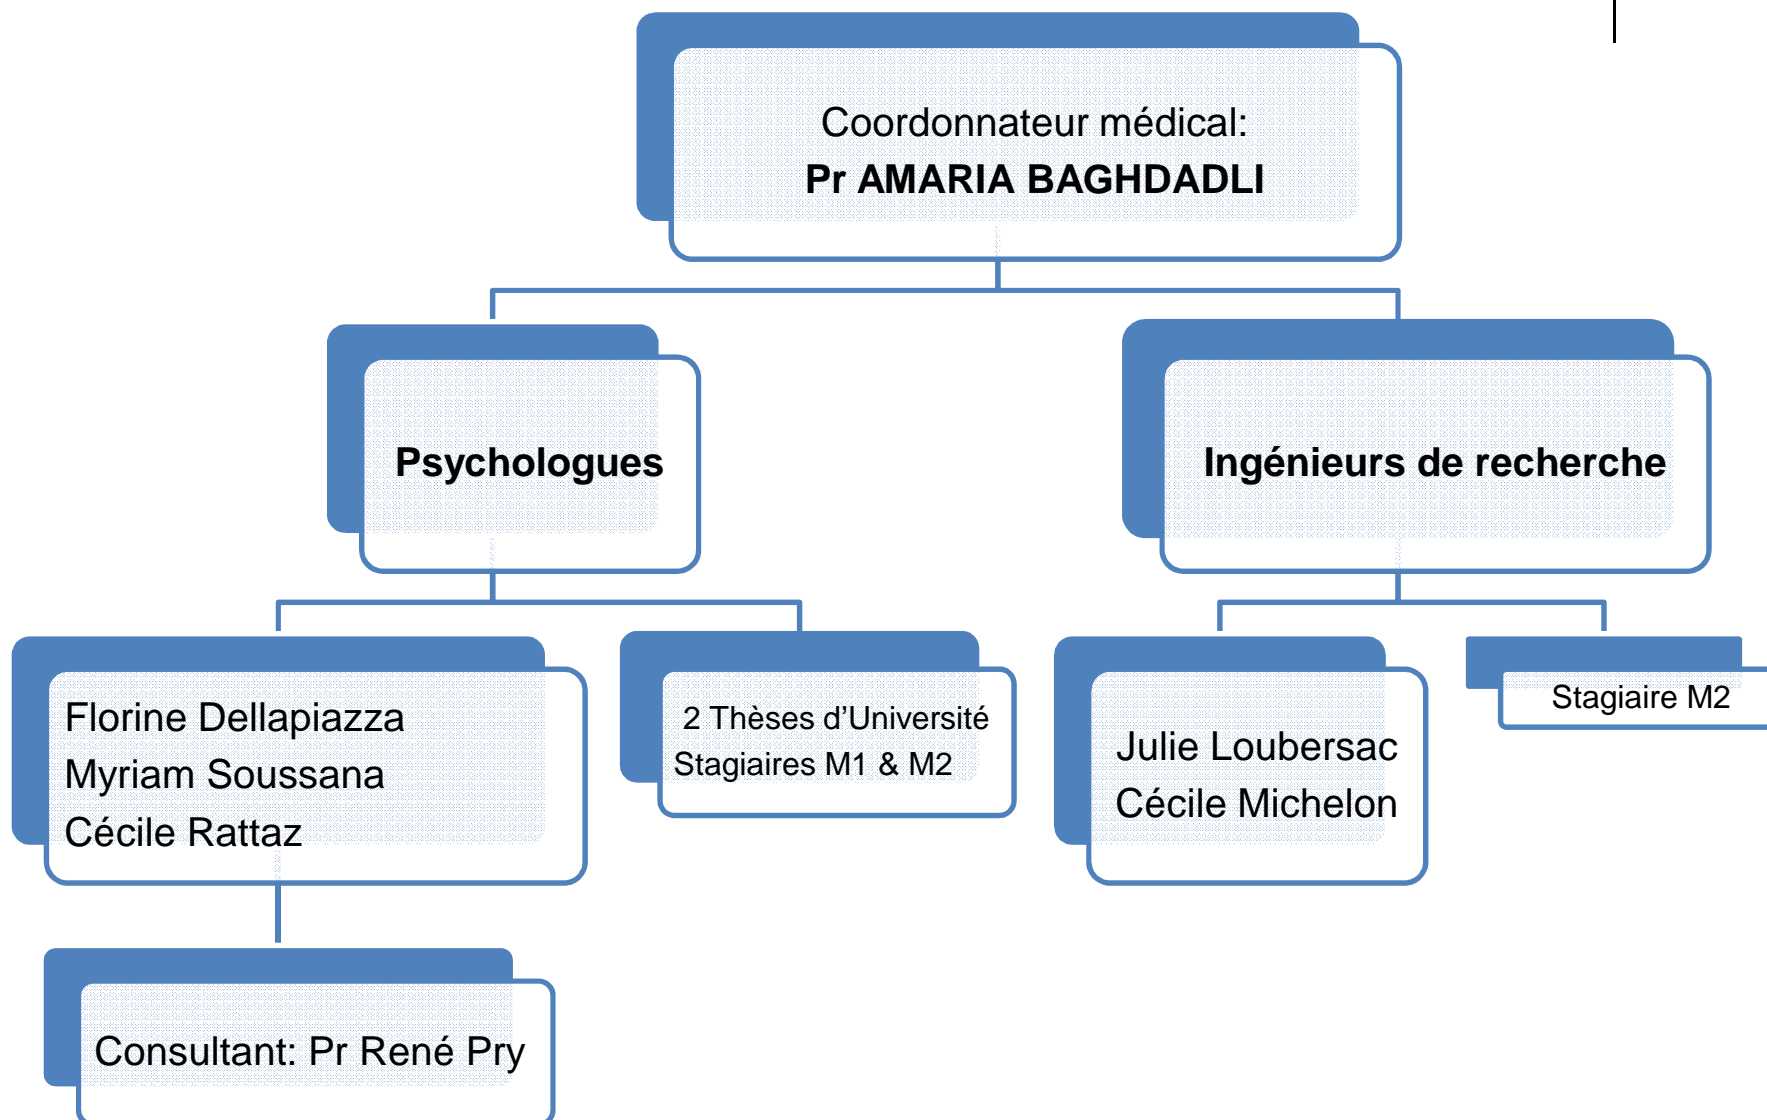 Coordonnateur médical:
Pr AMARIA BAGHDADLI
Psychologues
Ingénieurs de recherche
Florine Dellapiazza
Myriam Soussana
Cécile Rattaz
2 Thèses d’Université
Stagiaires M1 & M2
Julie Loubersac
Cécile Michelon
Stagiaire M2
Consultant: Pr René Pry